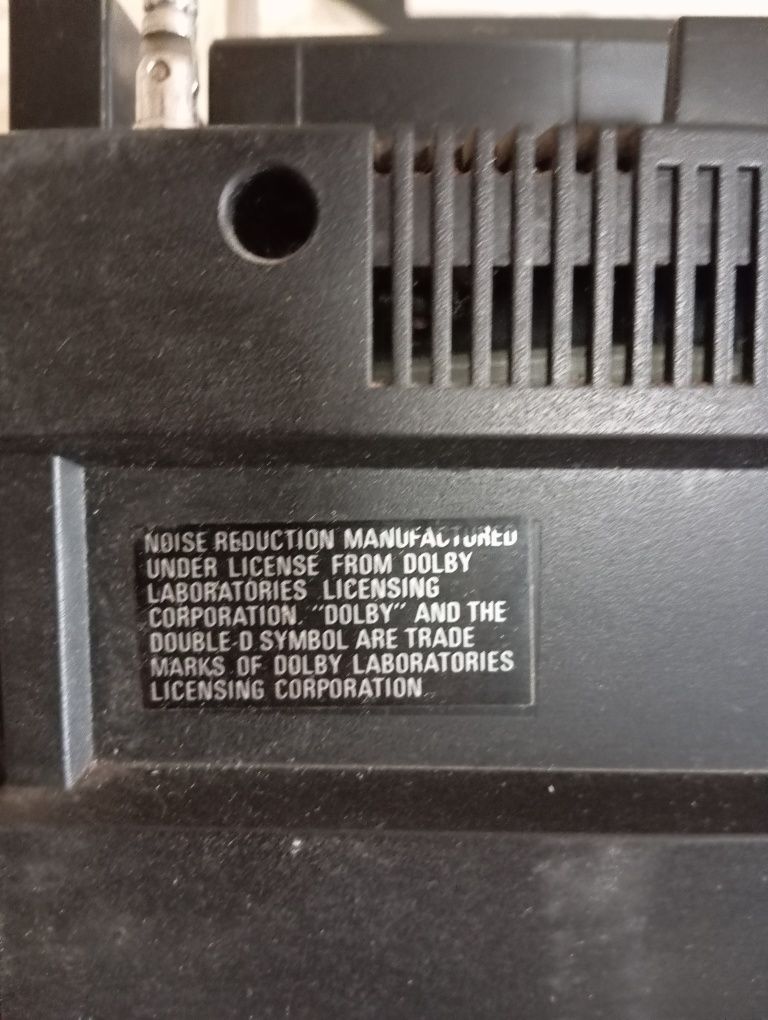 NOISE REDUCTION MANUFACTURED
UNDER LICENSE FROM DOLBY
LABORATORIES LICENSING
CORPORATION. "DOLBY" AND THE
DOUBLE-D SYMBOL ARE TRADE
MARKS OF DOLBY LABORATORIES
LICENSING CORPORATION